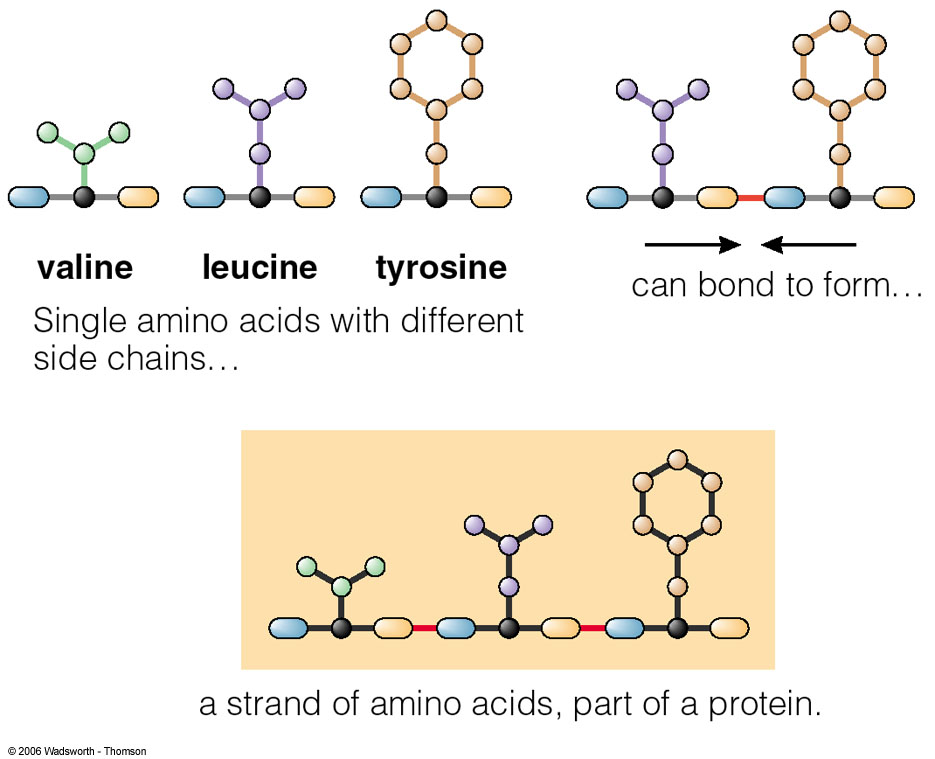 valine
leucine
tyrosine
Single amino acids with different
side chains…
can bond to form…
a strand of amino acids, part of a protein.
© 2006 Wadsworth - Thomson